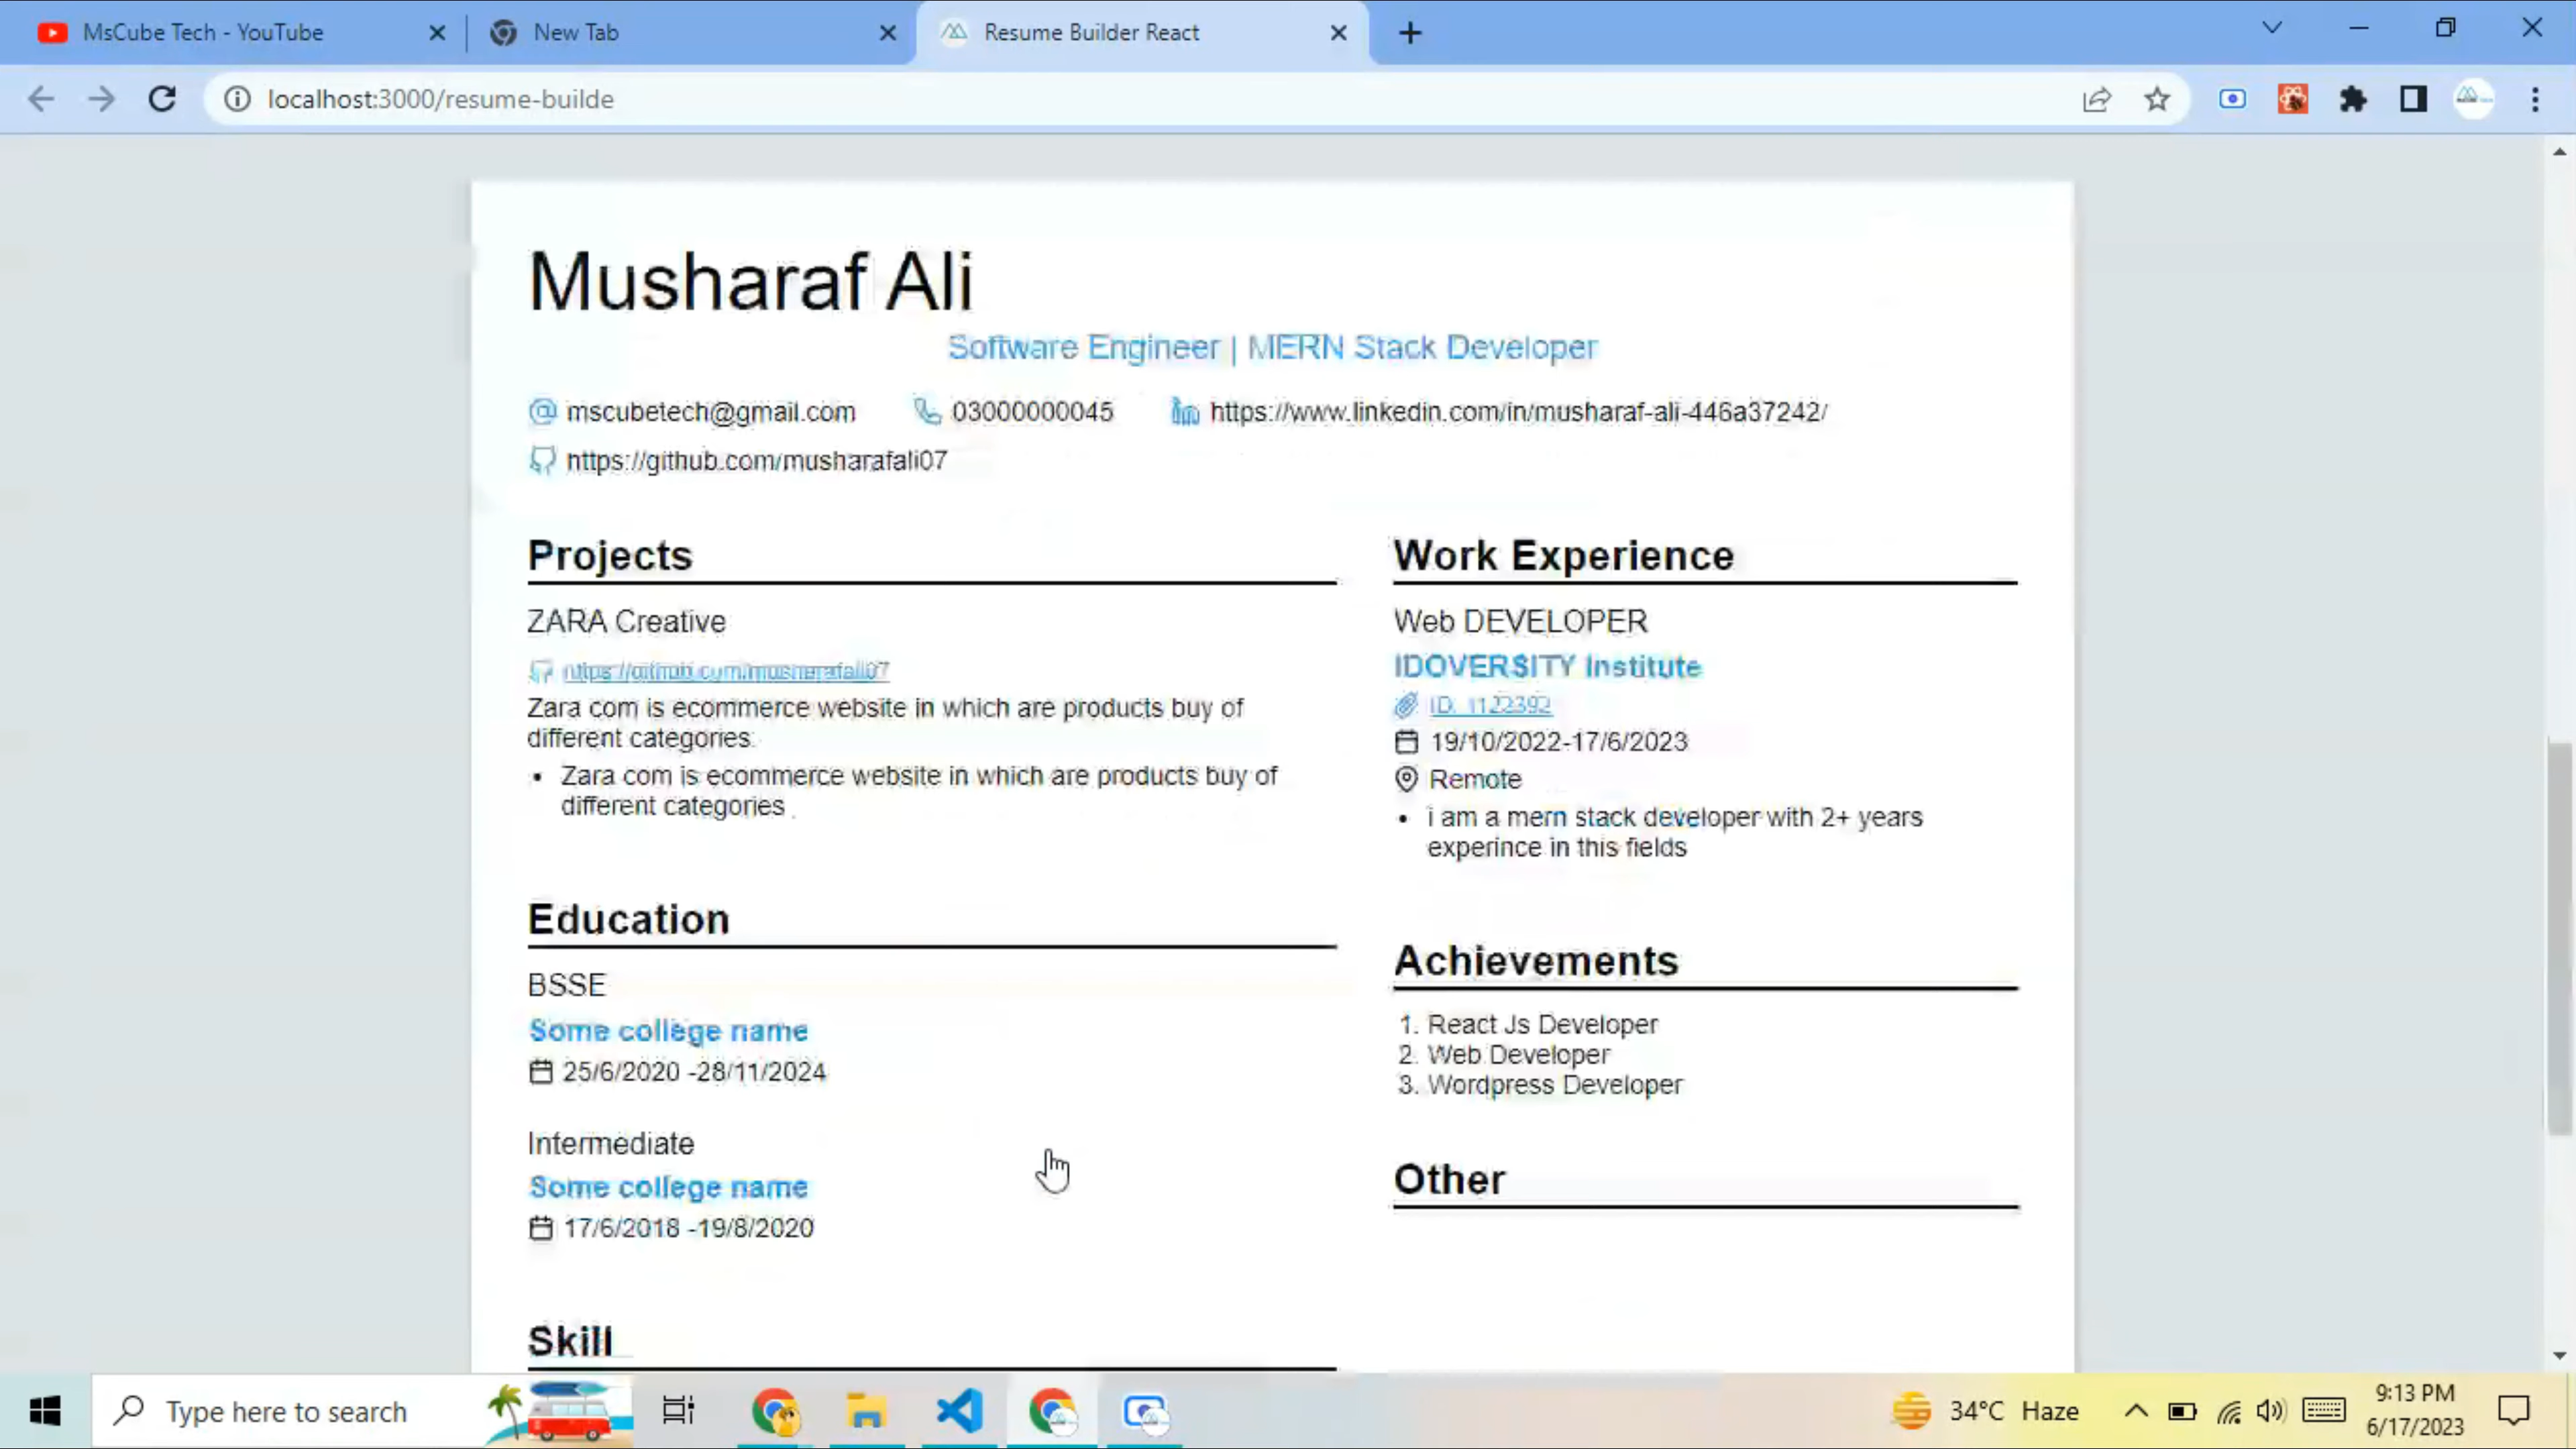 MsCube Tech - YouTube
New Tab
Resume Builder React
localhost:3000/resume-builde
Musharaf Ali
Software Engineer | MERN Stack Developer
mscubetech@gmail.com
03000000045
https://www.linkedin.com/in/musharaf-ali-446a37242/
https://github.com/musharafali07
Projects
ZARA Creative
https://github.com/musharafali07
Zara com is ecommerce website in which are products buy of
different categories.
• Zara com is ecommerce website in which are products buy of
different categories .
Education
BSSE
Some college name
25/6/2020 -28/11/2024
Intermediate
Some college name
17/6/2018 -19/8/2020
Skill
Work Experience
Web DEVELOPER
IDOVERSITY Institute
ID. 1122392
19/10/2022-17/6/2023
Remote
• i am a mern stack developer with 2+ years
experince in this fields
Achievements
1. React Js Developer
2. Web Developer
3. Wordpress Developer
Other
Type here to search
34°C Haze
9:13 PM
6/17/2023